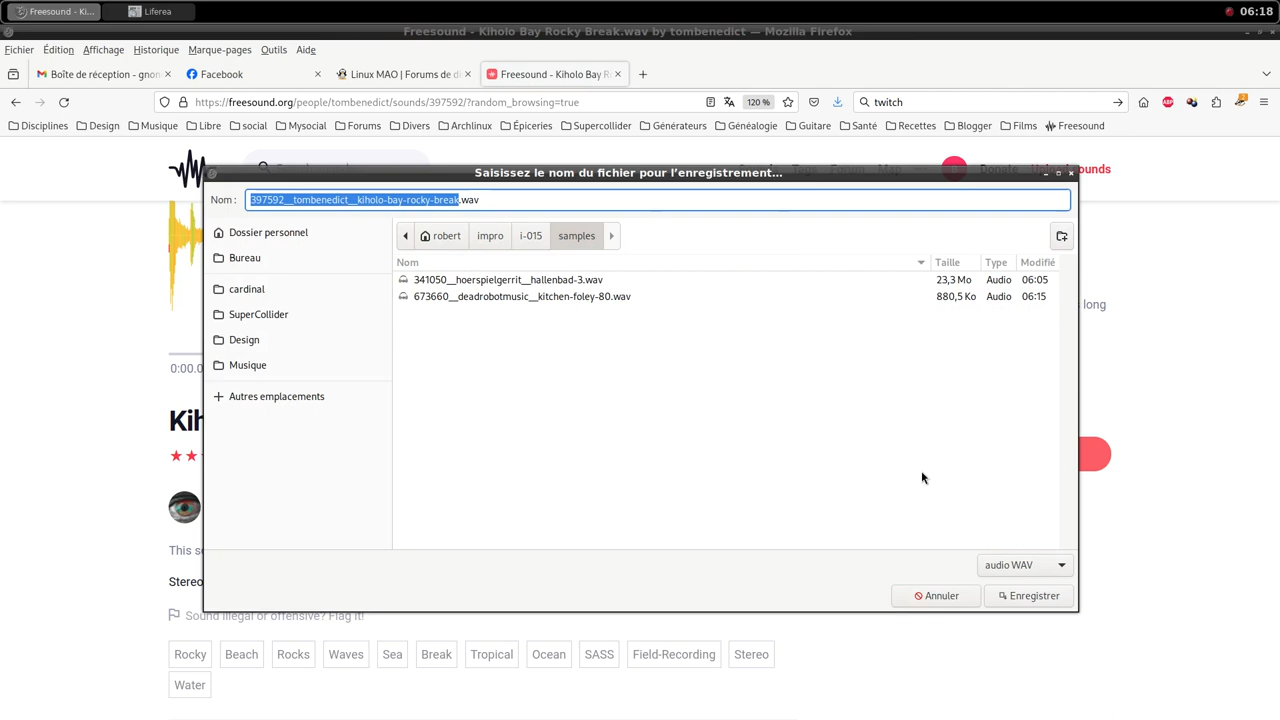 Freesound - Ki...
Liferea
06:18
Freesound - Kiholo Bay Rocky Break.wav by tombenedict — Mozilla Firefox
Fichier Édition Affichage Historique Marque-pages Outils Aide
Boîte de réception - gnon
Facebook
Linux MAO | Forums de di
Freesound - Kiholo Bay R
https://freesound.org/people/tombenedict/sounds/397592/?random_browsing=true
120 %
twitch
Disciplines Design Musique Libre social Mysocial Forums Divers Archlinux Épiceries Supercollider Générateurs Généalogie Guitare Santé Recettes Blogger Films Freesound
Donate
sounds
Saisissez le nom du fichier pour l'enregistrement…
Nom :
397592__tombenedict__kiholo-bay-rocky-break.wav
Dossier personnel
Bureau
cardinal
SuperCollider
Design
Musique
Autres emplacements
robert impro i-015 samples
Nom Taille Type Modifié
341050__hoerspielgerrit__hallenbad-3.wav 23,3 Mo Audio 06:05
673660__deadrobotmusic__kitchen-foley-80.wav 880,5 Ko Audio 06:15
audio WAV
Annuler
Enregistrer
long
0:00.0
Kih
This s
Stereo
Sound illegal or offensive? Flag it!
Rocky Beach Rocks Waves Sea Break Tropical Ocean SASS Field-Recording Stereo
Water